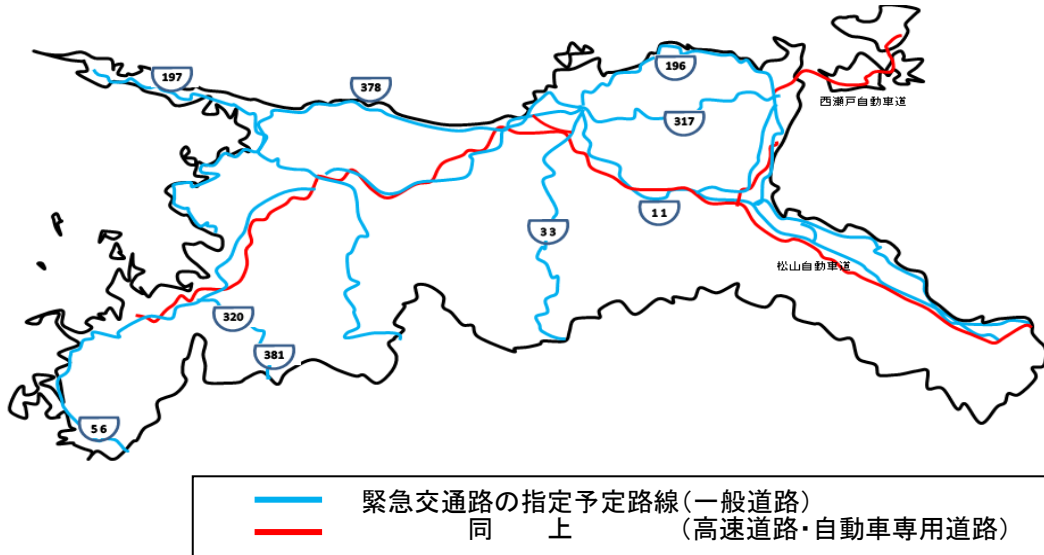 197
378
196
西瀬戸自動車道
317
11
33
松山自動車道
320
381
56
緊急交通路の指定予定路線(一般道路)
同 上 (高速道路・自動車専用道路)